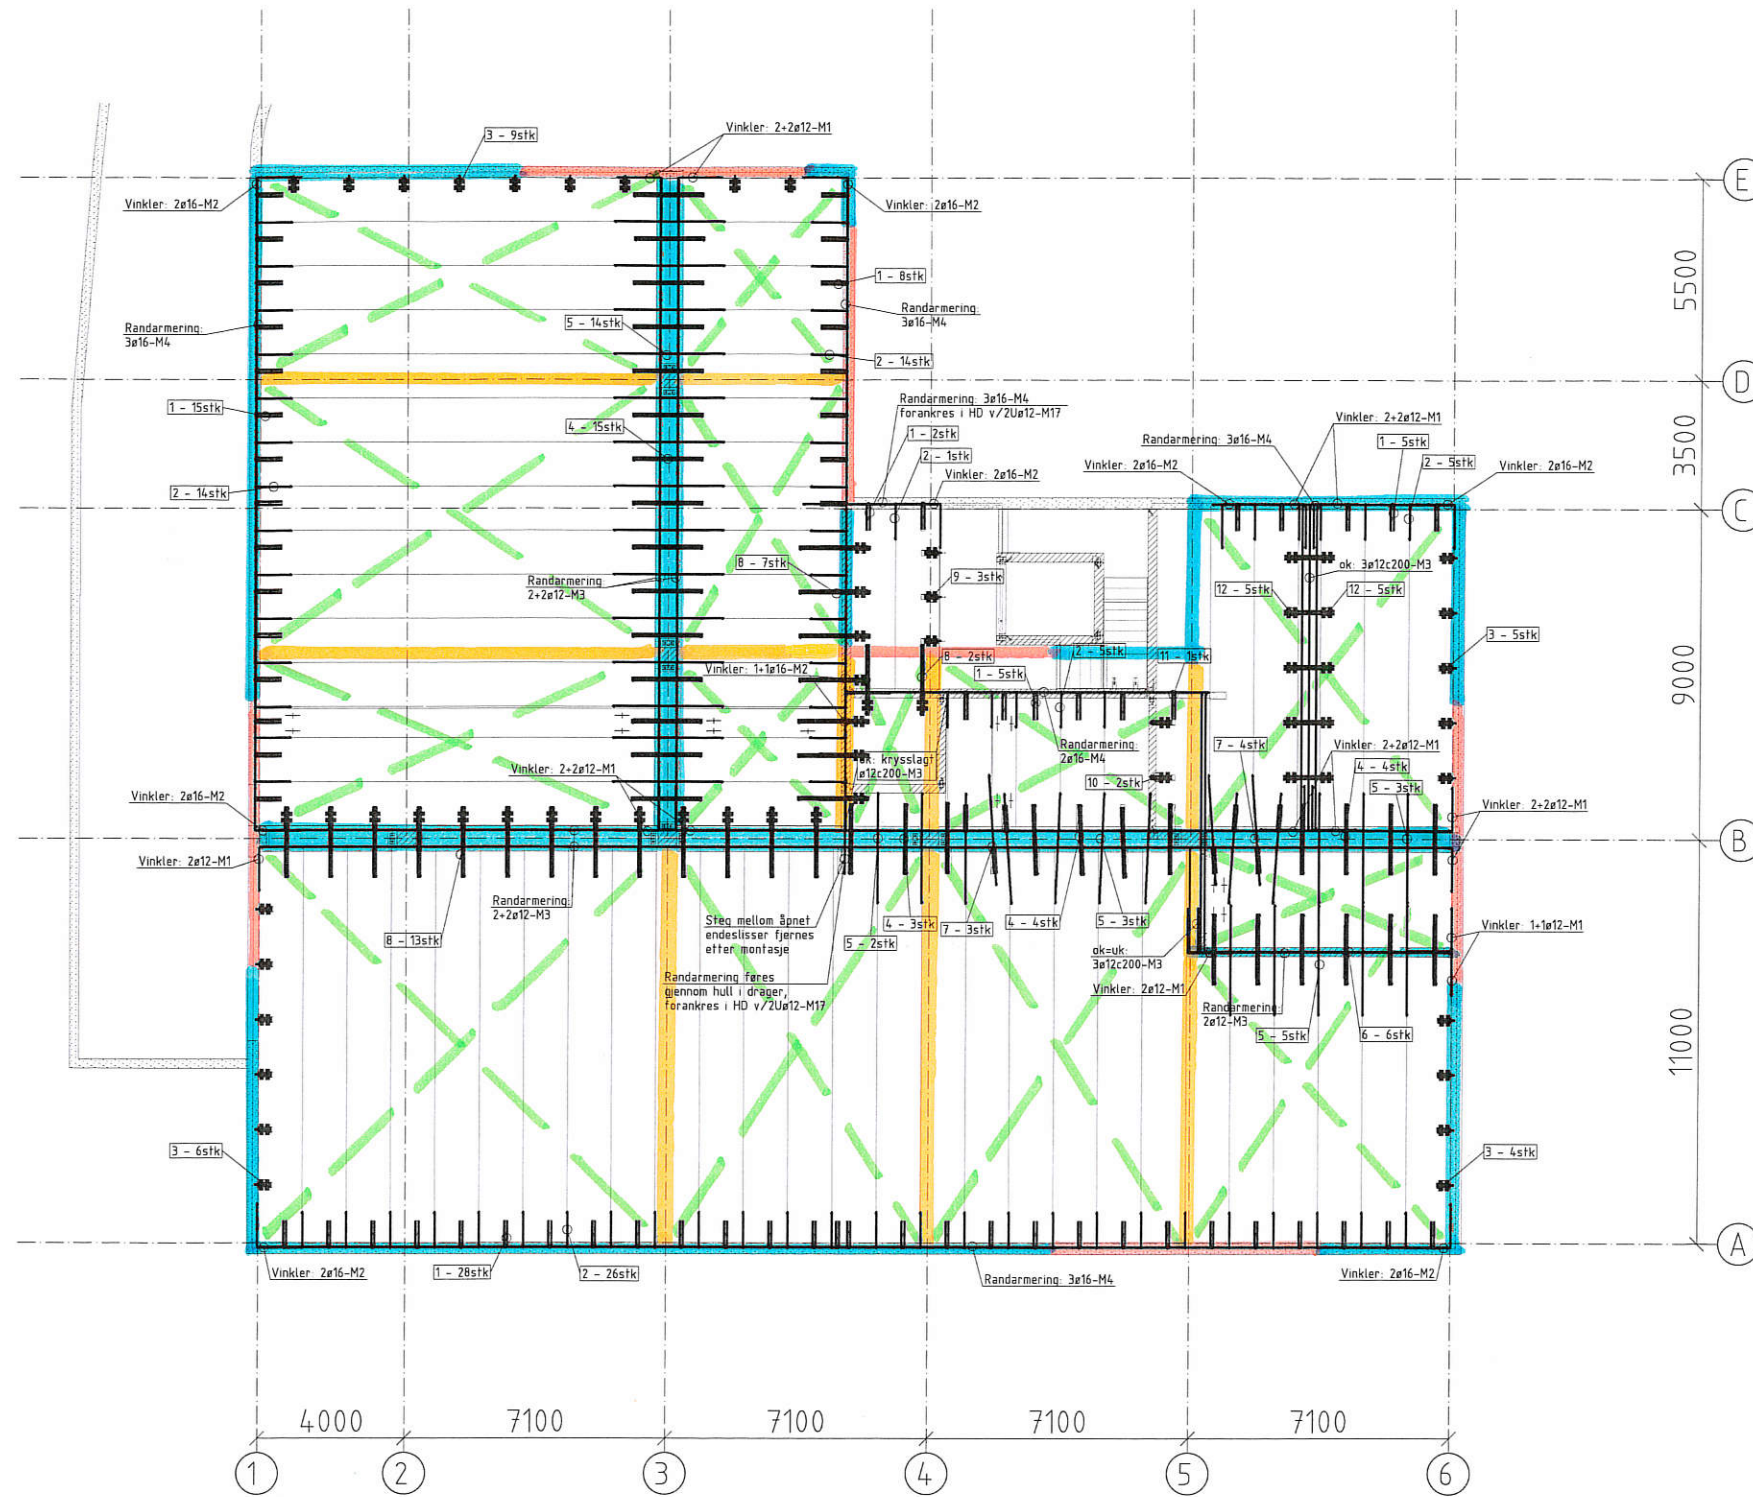 3 - 9stk
Vinkler: 2+2ø12-M1
E
Vinkler: 2ø16-M2
Vinkler: 2ø16-M2
1 - 8stk
5500
Randarmering:
3ø16-M4
Randarmering:
3ø16-M4
5 - 14stk
2 - 14stk
D
1 - 15stk
Randarmering: 3ø16-M4
forankres i HD v/2Uø12-M17
4 - 15stk
1 - 2stk
2 - 1stk
Vinkler: 2+2ø12-M1
Randarmering: 3ø16-M4
1 - 5stk
2 - 5stk
3500
Vinkler: 2ø16-M2
Vinkler: 2ø16-M2
Vinkler: 2ø16-M2
2 - 14stk
C
8 - 7stk
Randarmering
2+2ø12-M3
9 - 3stk
ok: 3ø12c200-M3
12 - 5stk
12 - 5stk
3 - 5stk
Vinkler: 1+1ø16-M2
8 - 2stk
2 - 5stk
11 - 1stk
1 - 5stk
9000
ok: krysslagt
ø12c200-M3
Randarmering:
2ø16-M4
7 - 4stk
Vinkler: 2+2ø12-M1
Vinkler: 2+2ø12-M1
10 - 2stk
4 - 4stk
5 - 3stk
Vinkler: 2ø16-M2
Vinkler: 2+2ø12-M1
B
Vinkler: 2ø12-M1
Randarmering:
2+2ø12-M3
8 - 13stk
Steg mellom åpnet
endeslisser fjernes
etter montasje
5 - 2stk
4 - 3stk
7 - 3stk
4 - 4stk
5 - 3stk
Vinkler: 1+1ø12-M1
ok=uk:
3ø12c200-M3
Randarmering føres
gjennom hull i drager,
forankres i HD v/2Uø12-M17
Vinkler: 2ø12-M1
Randarmering:
2ø12-M3
5 - 5stk
6 - 6stk
11000
3 - 6stk
3 - 4stk
A
Vinkler: 2ø16-M2
1 - 28stk
2 - 26stk
Randarmering: 3ø16-M4
Vinkler: 2ø16-M2
4000
7100
7100
7100
7100
1
2
3
4
5
6